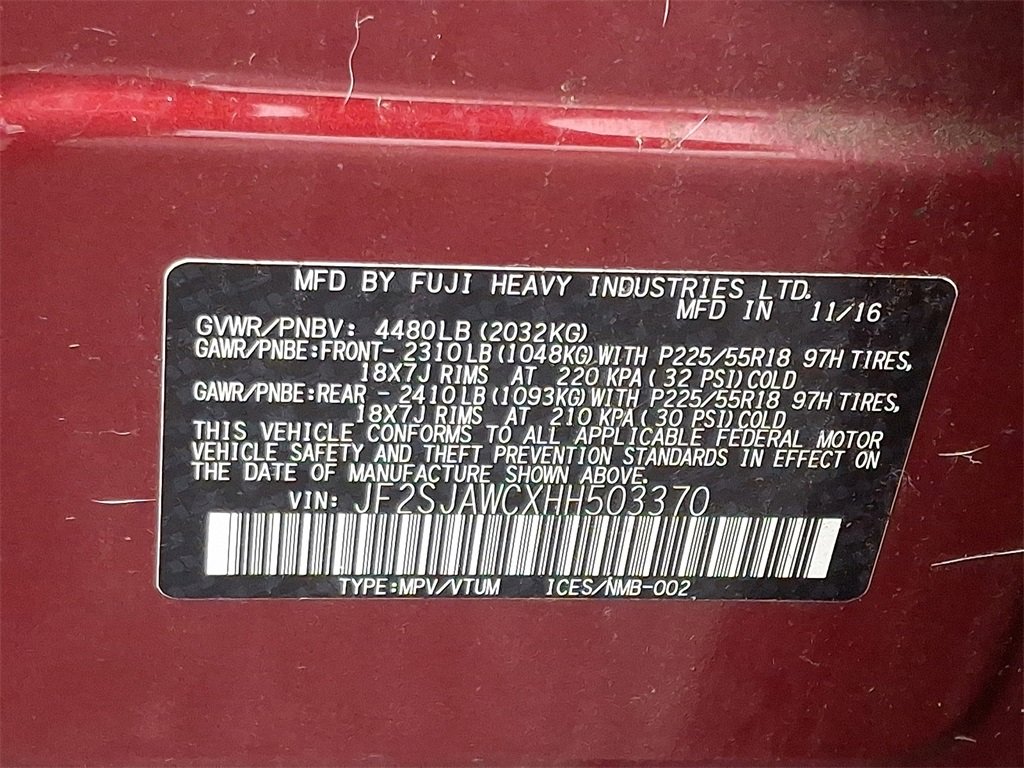 MFD BY FUJI HEAVY INDUSTRIES LTD.
MFD IN 11/16
GVWR/PNBV: 4480LB (2032KG)
GAWR/PNBE:FRONT- 2310LB (1048KG) WITH P225/55R18 97H TIRES,
18X7J RIMS AT 220 KPA ( 32 PSI) COLD
GAWR/PNBE:REAR - 2410LB (1093KG) WITH P225/55R18 97H TIRES,
18X7J RIMS AT 210 KPA ( 30 PSI) COLD
THIS VEHICLE CONFORMS TO ALL APPLICABLE FEDERAL MOTOR
VEHICLE SAFETY AND THEFT PREVENTION STANDARDS IN EFFECT ON
THE DATE OF MANUFACTURE SHOWN ABOVE.
VIN: JF2SJAWCXHH503370
TYPE:MPV/VTUM ICES/NMB-002